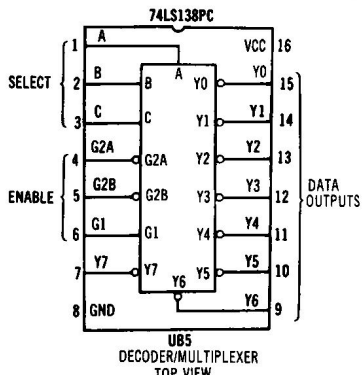 74LS138PC
1 A VCC 16
A Y0
2 B B Y0 15
SELECT
Y1
3 C C Y1 14
G2A Y2
4 G2A Y2 13
G2B Y3
ENABLE 5 G2B Y3 12
DATA
OUTPUTS
G1 Y4
6 G1 Y4 11
Y7 Y5
7 Y7 Y5 10
Y6 Y6
8 GND 9
UB5
DECODER/MULTIPLEXER
TOP VIEW